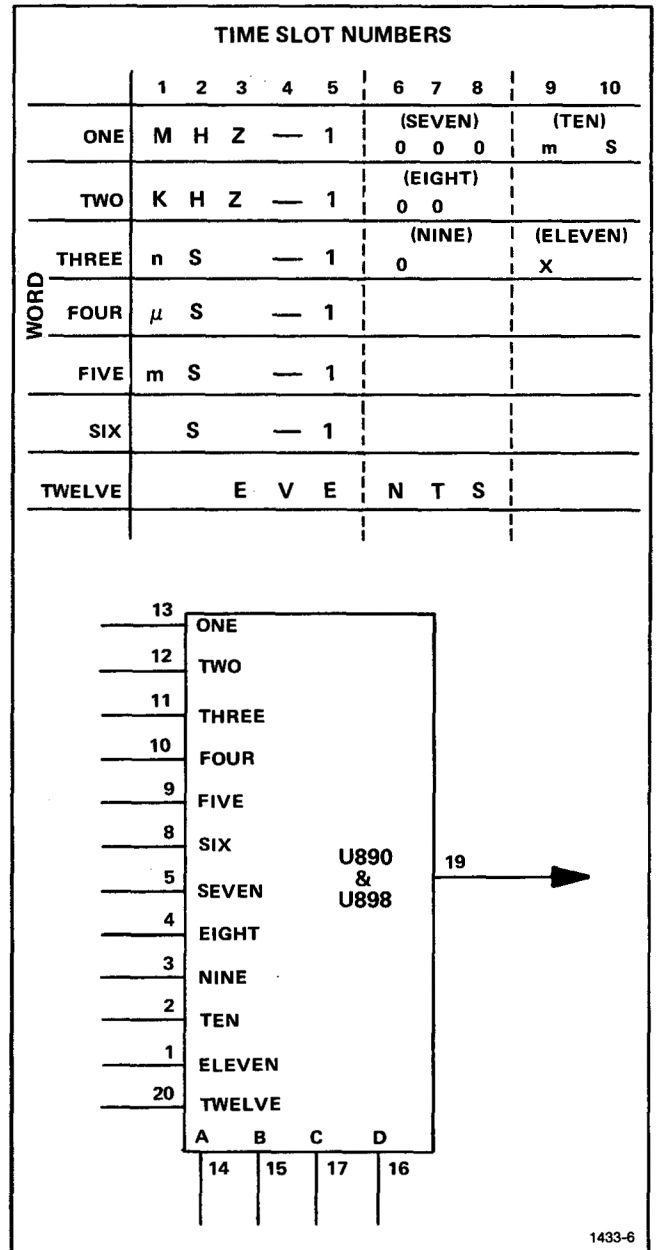 TIME SLOT NUMBERS
1 2 3 4 5 6 7 8 9 10
(SEVEN) (TEN)
ONE M H Z — 1 0 0 0 m S
(EIGHT)
TWO K H Z — 1 0 0
(NINE) (ELEVEN)
THREE n S — 1 0 X
WORD
FOUR μ S — 1
FIVE m S — 1
SIX S — 1
TWELVE E V E N T S
13 ONE
12 TWO
11 THREE
10 FOUR
9 FIVE
8 SIX
U890
&
U898
19
5 SEVEN
4 EIGHT
3 NINE
2 TEN
1 ELEVEN
20 TWELVE
A B C D
14 15 17 16
1433-6